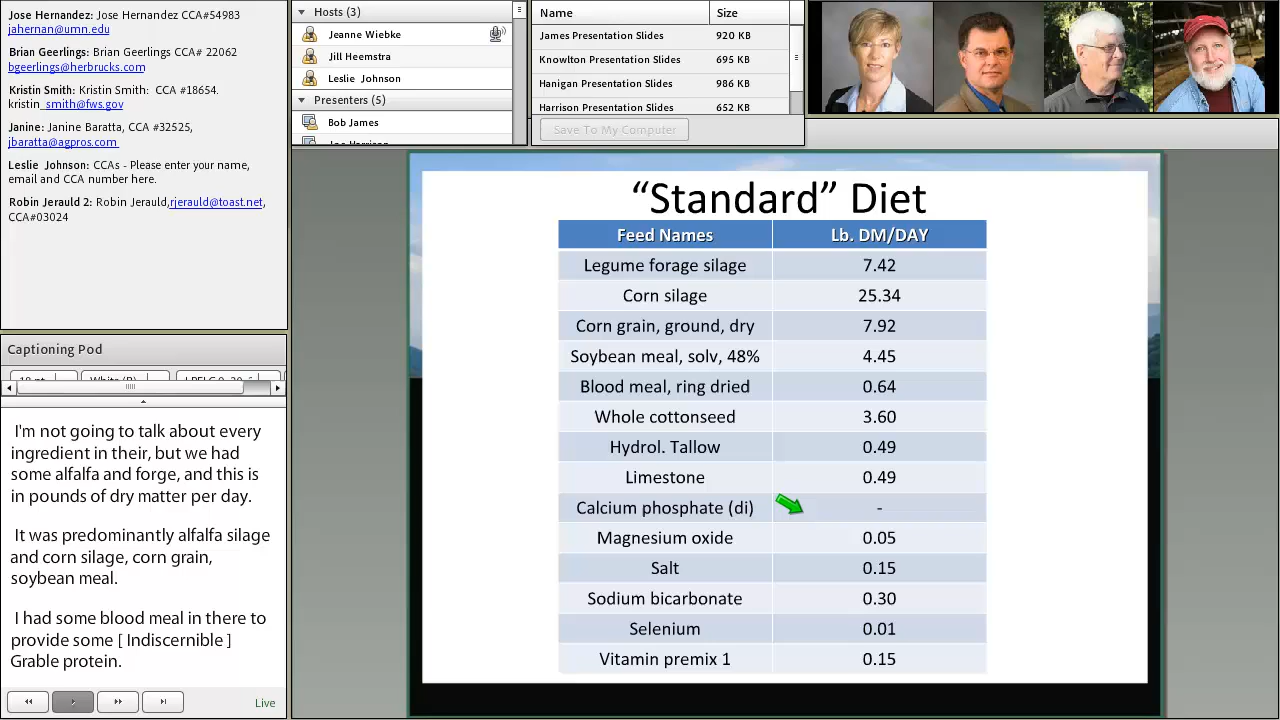 Jose Hernandez: Jose Hernandez CCA#54983
jahernan@umn.edu
Brian Geerlings: Brian Geerlings CCA# 22062
bgeerlings@herbrucks.com
Kristin Smith: Kristin Smith:  CCA #18654.
kristin_smith@fws.gov
Janine: Janine Baratta, CCA #32525,
jbaratta@agpros.com
Leslie Johnson: CCAs - Please enter your name,
email and CCA number here.
Robin Jerauld 2: Robin Jerauld,rjerauld@toast.net,
CCA#03024
Captioning Pod
I'm not going to talk about every
ingredient in their, but we had
some alfalfa and forge, and this is
in pounds of dry matter per day.
It was predominantly alfalfa silage
and corn silage, corn grain,
soybean meal.
I had some blood meal in there to
provide some [ Indiscernible ]
Grable protein.
Live
Hosts (3)
Jeanne Wiebke
Jill Heemstra
Leslie Johnson
Presenters (5)
Bob James
Name Size
James Presentation Slides 920 KB
Knowlton Presentation Slides 695 KB
Hanigan Presentation Slides 986 KB
Harrison Presentation Slides 652 KB
Save To My Computer
“Standard” Diet
Feed Names Lb. DM/DAY
Legume forage silage 7.42
Corn silage 25.34
Corn grain, ground, dry 7.92
Soybean meal, solv, 48% 4.45
Blood meal, ring dried 0.64
Whole cottonseed 3.60
Hydrol. Tallow 0.49
Limestone 0.49
Calcium phosphate (di) -
Magnesium oxide 0.05
Salt 0.15
Sodium bicarbonate 0.30
Selenium 0.01
Vitamin premix 1 0.15